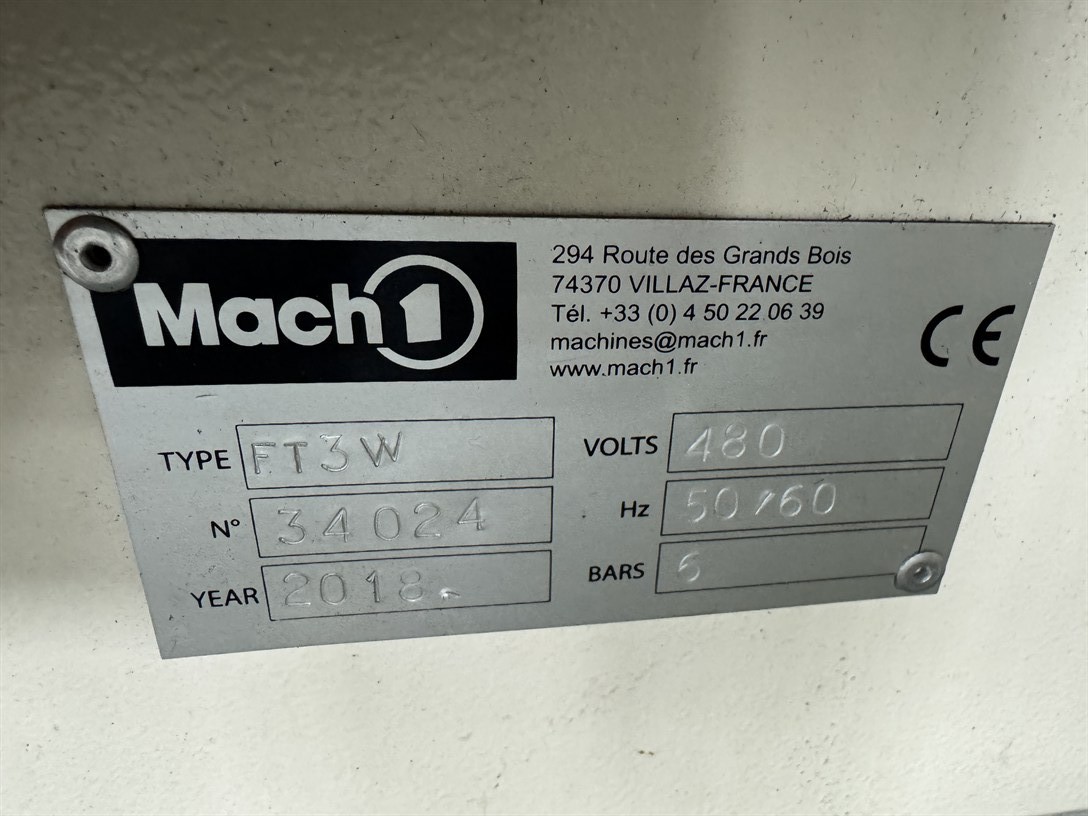 Mach1
294 Route des Grands Bois
74370 VILLAZ-FRANCE
Tél. +33 (0) 4 50 22 06 39
machines@mach1.fr
www.mach1.fr
CE
TYPE FT3W
N° 34024
YEAR 2018
VOLTS 480
Hz 50/60
BARS 6